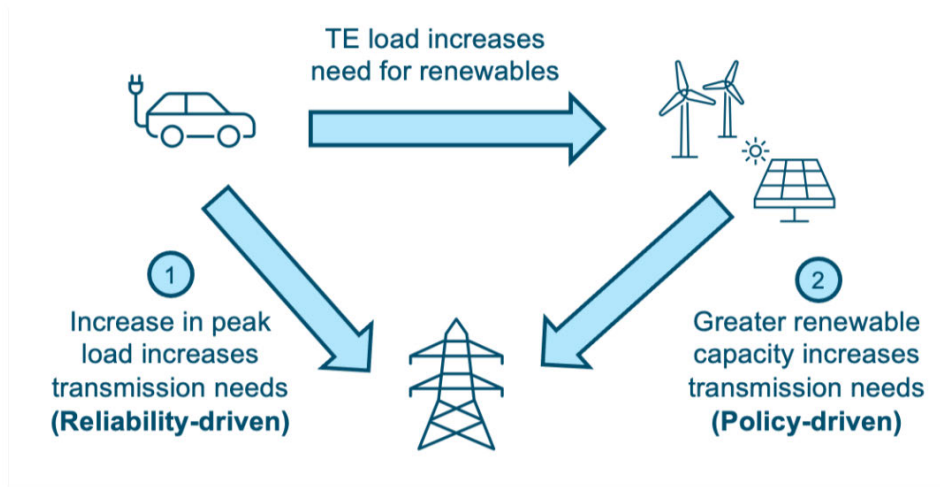 TE load increases
need for renewables
1
Increase in peak
load increases
transmission needs
(Reliability-driven)
2
Greater renewable
capacity increases
transmission needs
(Policy-driven)